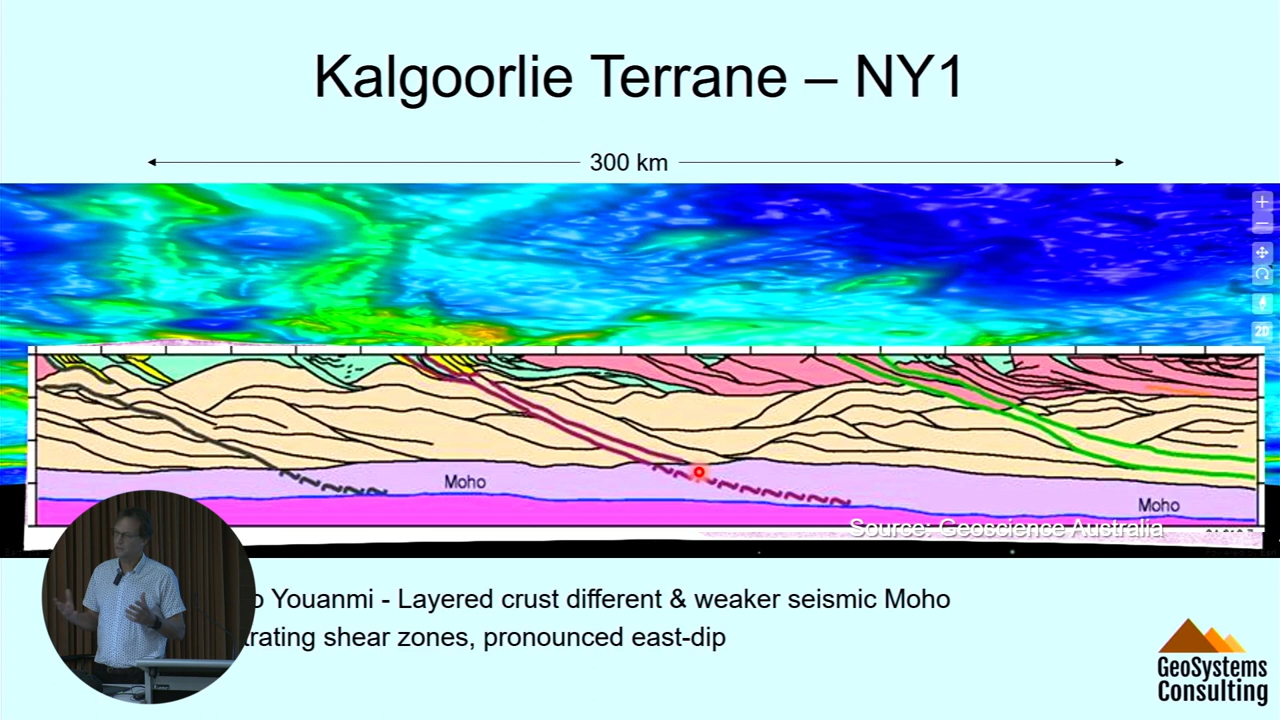 Kalgoorlie Terrane – NY1
300 km
2D
Moho
Moho
Source: Geoscience Australia
Youanmi - Layered crust different & weaker seismic Moho
shear zones, pronounced east-dip
GeoSystems
Consulting